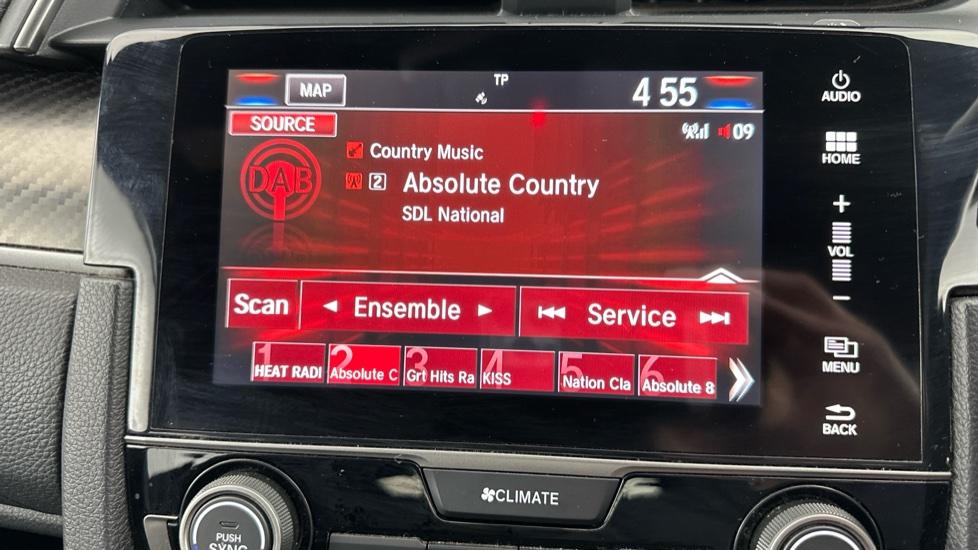 MAP TP 4 55
SOURCE 09
DAB
Country Music
2 Absolute Country
SDL National
Scan Ensemble Service
1 HEAT RADI 2 Absolute C 3 Grt Hits Ra 4 KISS 5 Nation Cla 6 Absolute 8
AUDIO
HOME
+
VOL
−
MENU
BACK
CLIMATE
PUSH
SYNC